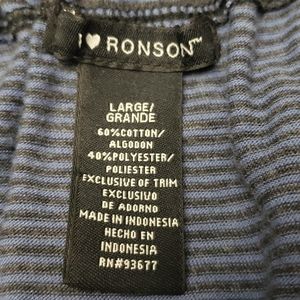 I ♥ RONSON™
LARGE/
GRANDE
60%COTTON/
ALGODON
40%POLYESTER/
POLIESTER
EXCLUSIVE OF TRIM
EXCLUSIVO
DE ADORNO
MADE IN INDONESIA
HECHO EN
INDONESIA
RN#93677